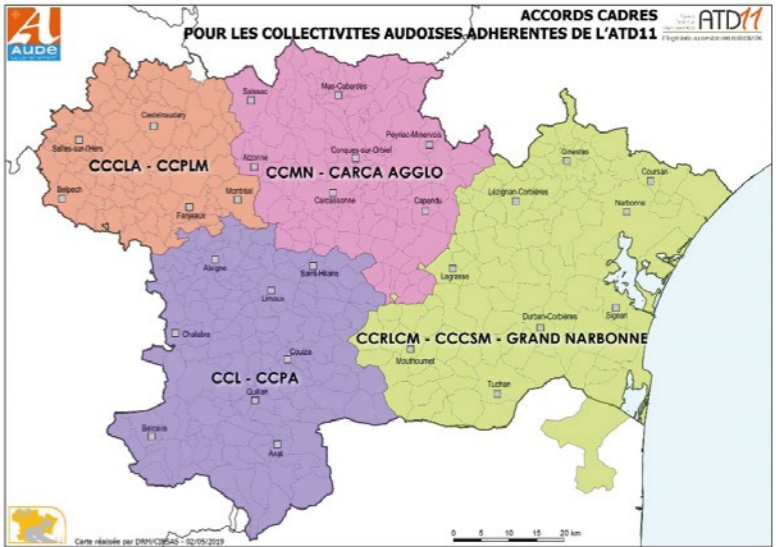 AUDE
ACCORDS CADRES
POUR LES COLLECTIVITES AUDOISES ADHERENTES DE L'ATD11
ATD11
Saissac
Mas-Cabardès
Castelnaudary
Peyriac-Minervois
Salles-sur-l'Hers
Conques-sur-Orbiel
Ginestas
Alzonne
Coursan
CCCLA - CCPLM
CCMN - CARCA AGGLO
Belpech
Montréal
Carcassonne
Lézignan-Corbières
Fanjeaux
Capendu
Narbonne
Alaigne
Saint-Hilaire
Lagrasse
Limoux
Sigean
Durban-Corbières
Chalabre
CCRLCM - CCCSM - GRAND NARBONNE
Mouthoumet
Couiza
CCL - CCPA
Tuchan
Quillan
Belcaire
Axat
Carte réalisée par DRM/CIBSAS - 02/05/2019
0 5 10 15 20 km